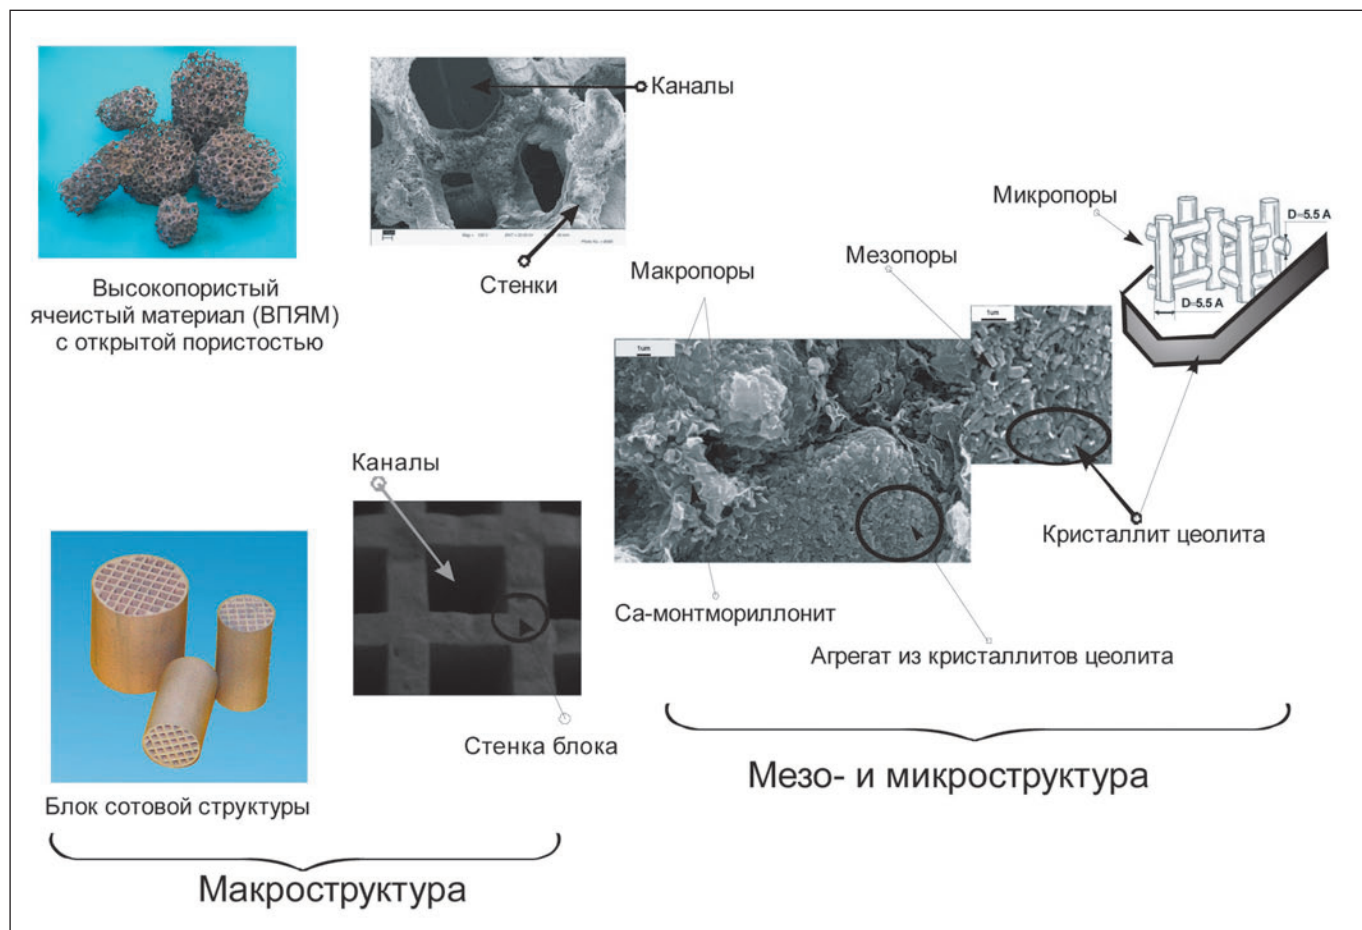 Каналы
Стенки
Высокопористый
ячеистый материал (ВПЯМ)
с открытой пористостью
Микропоры
D=5.5 A
D=5.5 A
Мезопоры
Макропоры
1um
1um
Кристаллит цеолита
Са-монтмориллонит
Агрегат из кристаллитов цеолита
Каналы
Стенка блока
Блок сотовой структуры
Мезо- и микроструктура
Макроструктура